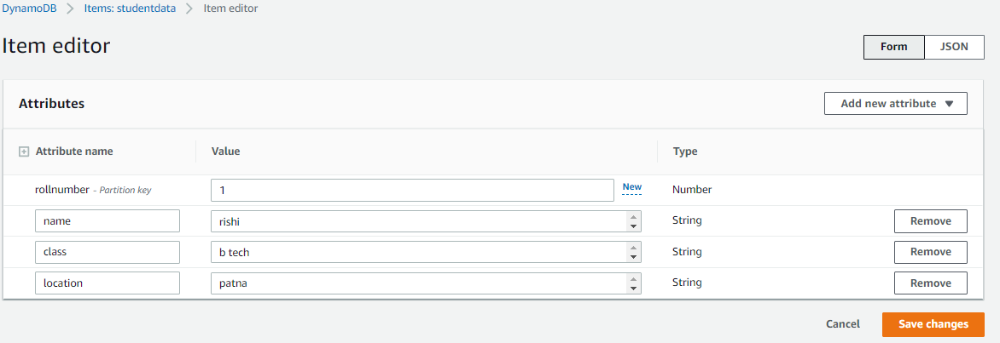 DynamoDB > Items: studentdata > Item editor
Item editor
Form JSON
Attributes
Add new attribute
Attribute name Value Type
rollnumber - Partition key 1 New Number
name rishi String Remove
class b tech String Remove
location patna String Remove
Cancel Save changes